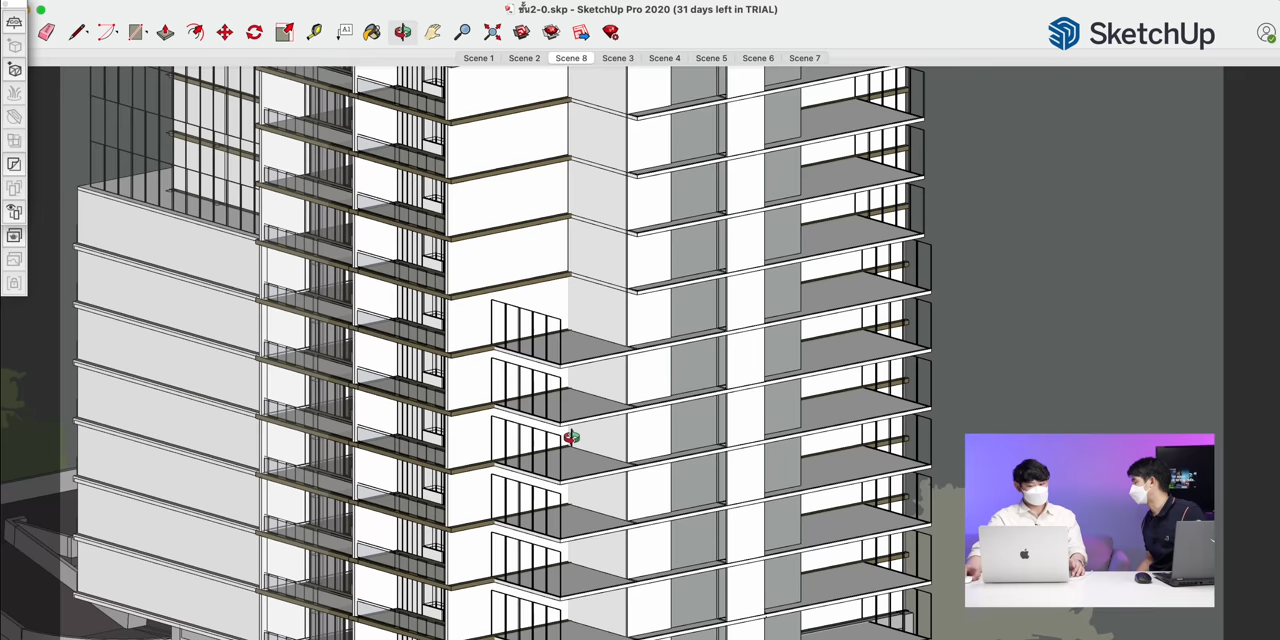 ชั้น2-0.skp - SketchUp Pro 2020 (31 days left in TRIAL)
A1
SketchUp
Scene 1 Scene 2 Scene 8 Scene 3 Scene 4 Scene 5 Scene 6 Scene 7